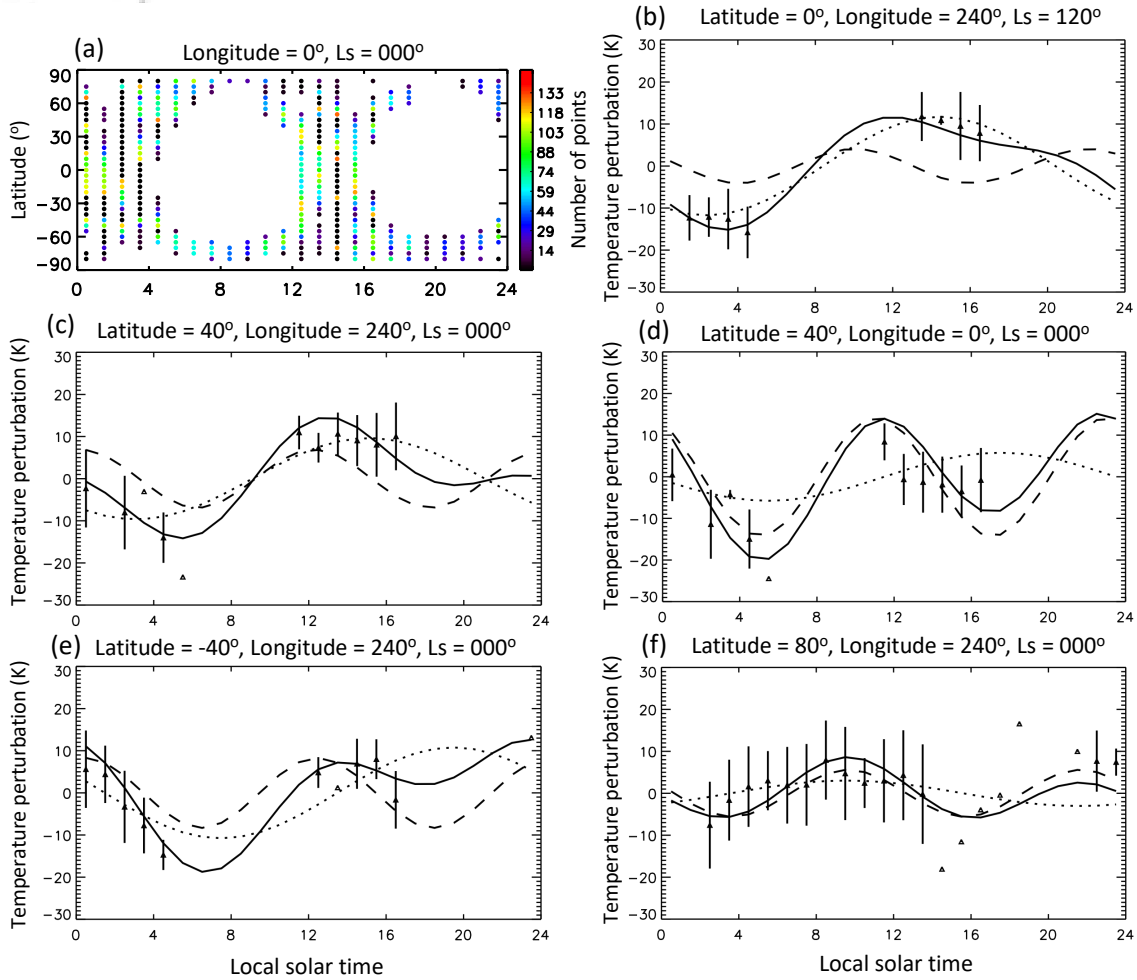 (a) Longitude = 0°, Ls = 000°
Latitude (°)
90
60
30
0
−30
−60
−90
0 4 8 12 16 20 24
133
118
103
88
74
59
44
29
14
Number of points
(b) Latitude = 0°, Longitude = 240°, Ls = 120°
Temperature perturbation (K)
30
20
10
0
−10
−20
−30
0 4 8 12 16 20 24
(c) Latitude = 40°, Longitude = 240°, Ls = 000°
Temperature perturbation (K)
30
20
10
0
−10
−20
−30
0 4 8 12 16 20 24
(d) Latitude = 40°, Longitude = 0°, Ls = 000°
Temperature perturbation (K)
30
20
10
0
−10
−20
−30
0 4 8 12 16 20 24
(e) Latitude = -40°, Longitude = 240°, Ls = 000°
Temperature perturbation (K)
30
20
10
0
−10
−20
−30
0 4 8 12 16 20 24
Local solar time
(f) Latitude = 80°, Longitude = 240°, Ls = 000°
Temperature perturbation (K)
30
20
10
0
−10
−20
−30
0 4 8 12 16 20 24
Local solar time